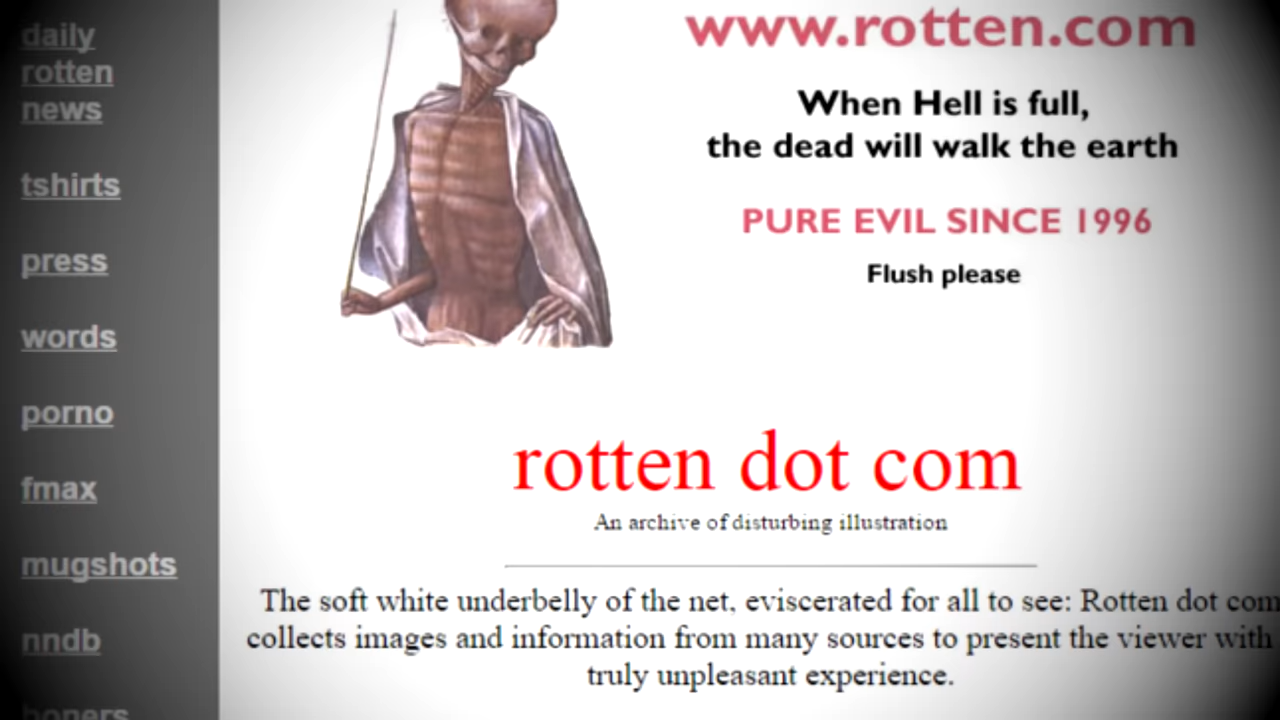 daily
rotten
news
tshirts
press
words
porno
fmax
mugshots
nndb
boners
www.rotten.com
When Hell is full,
the dead will walk the earth
PURE EVIL SINCE 1996
Flush please
rotten dot com
An archive of disturbing illustration
The soft white underbelly of the net, eviscerated for all to see: Rotten dot com
collects images and information from many sources to present the viewer with
truly unpleasant experience.